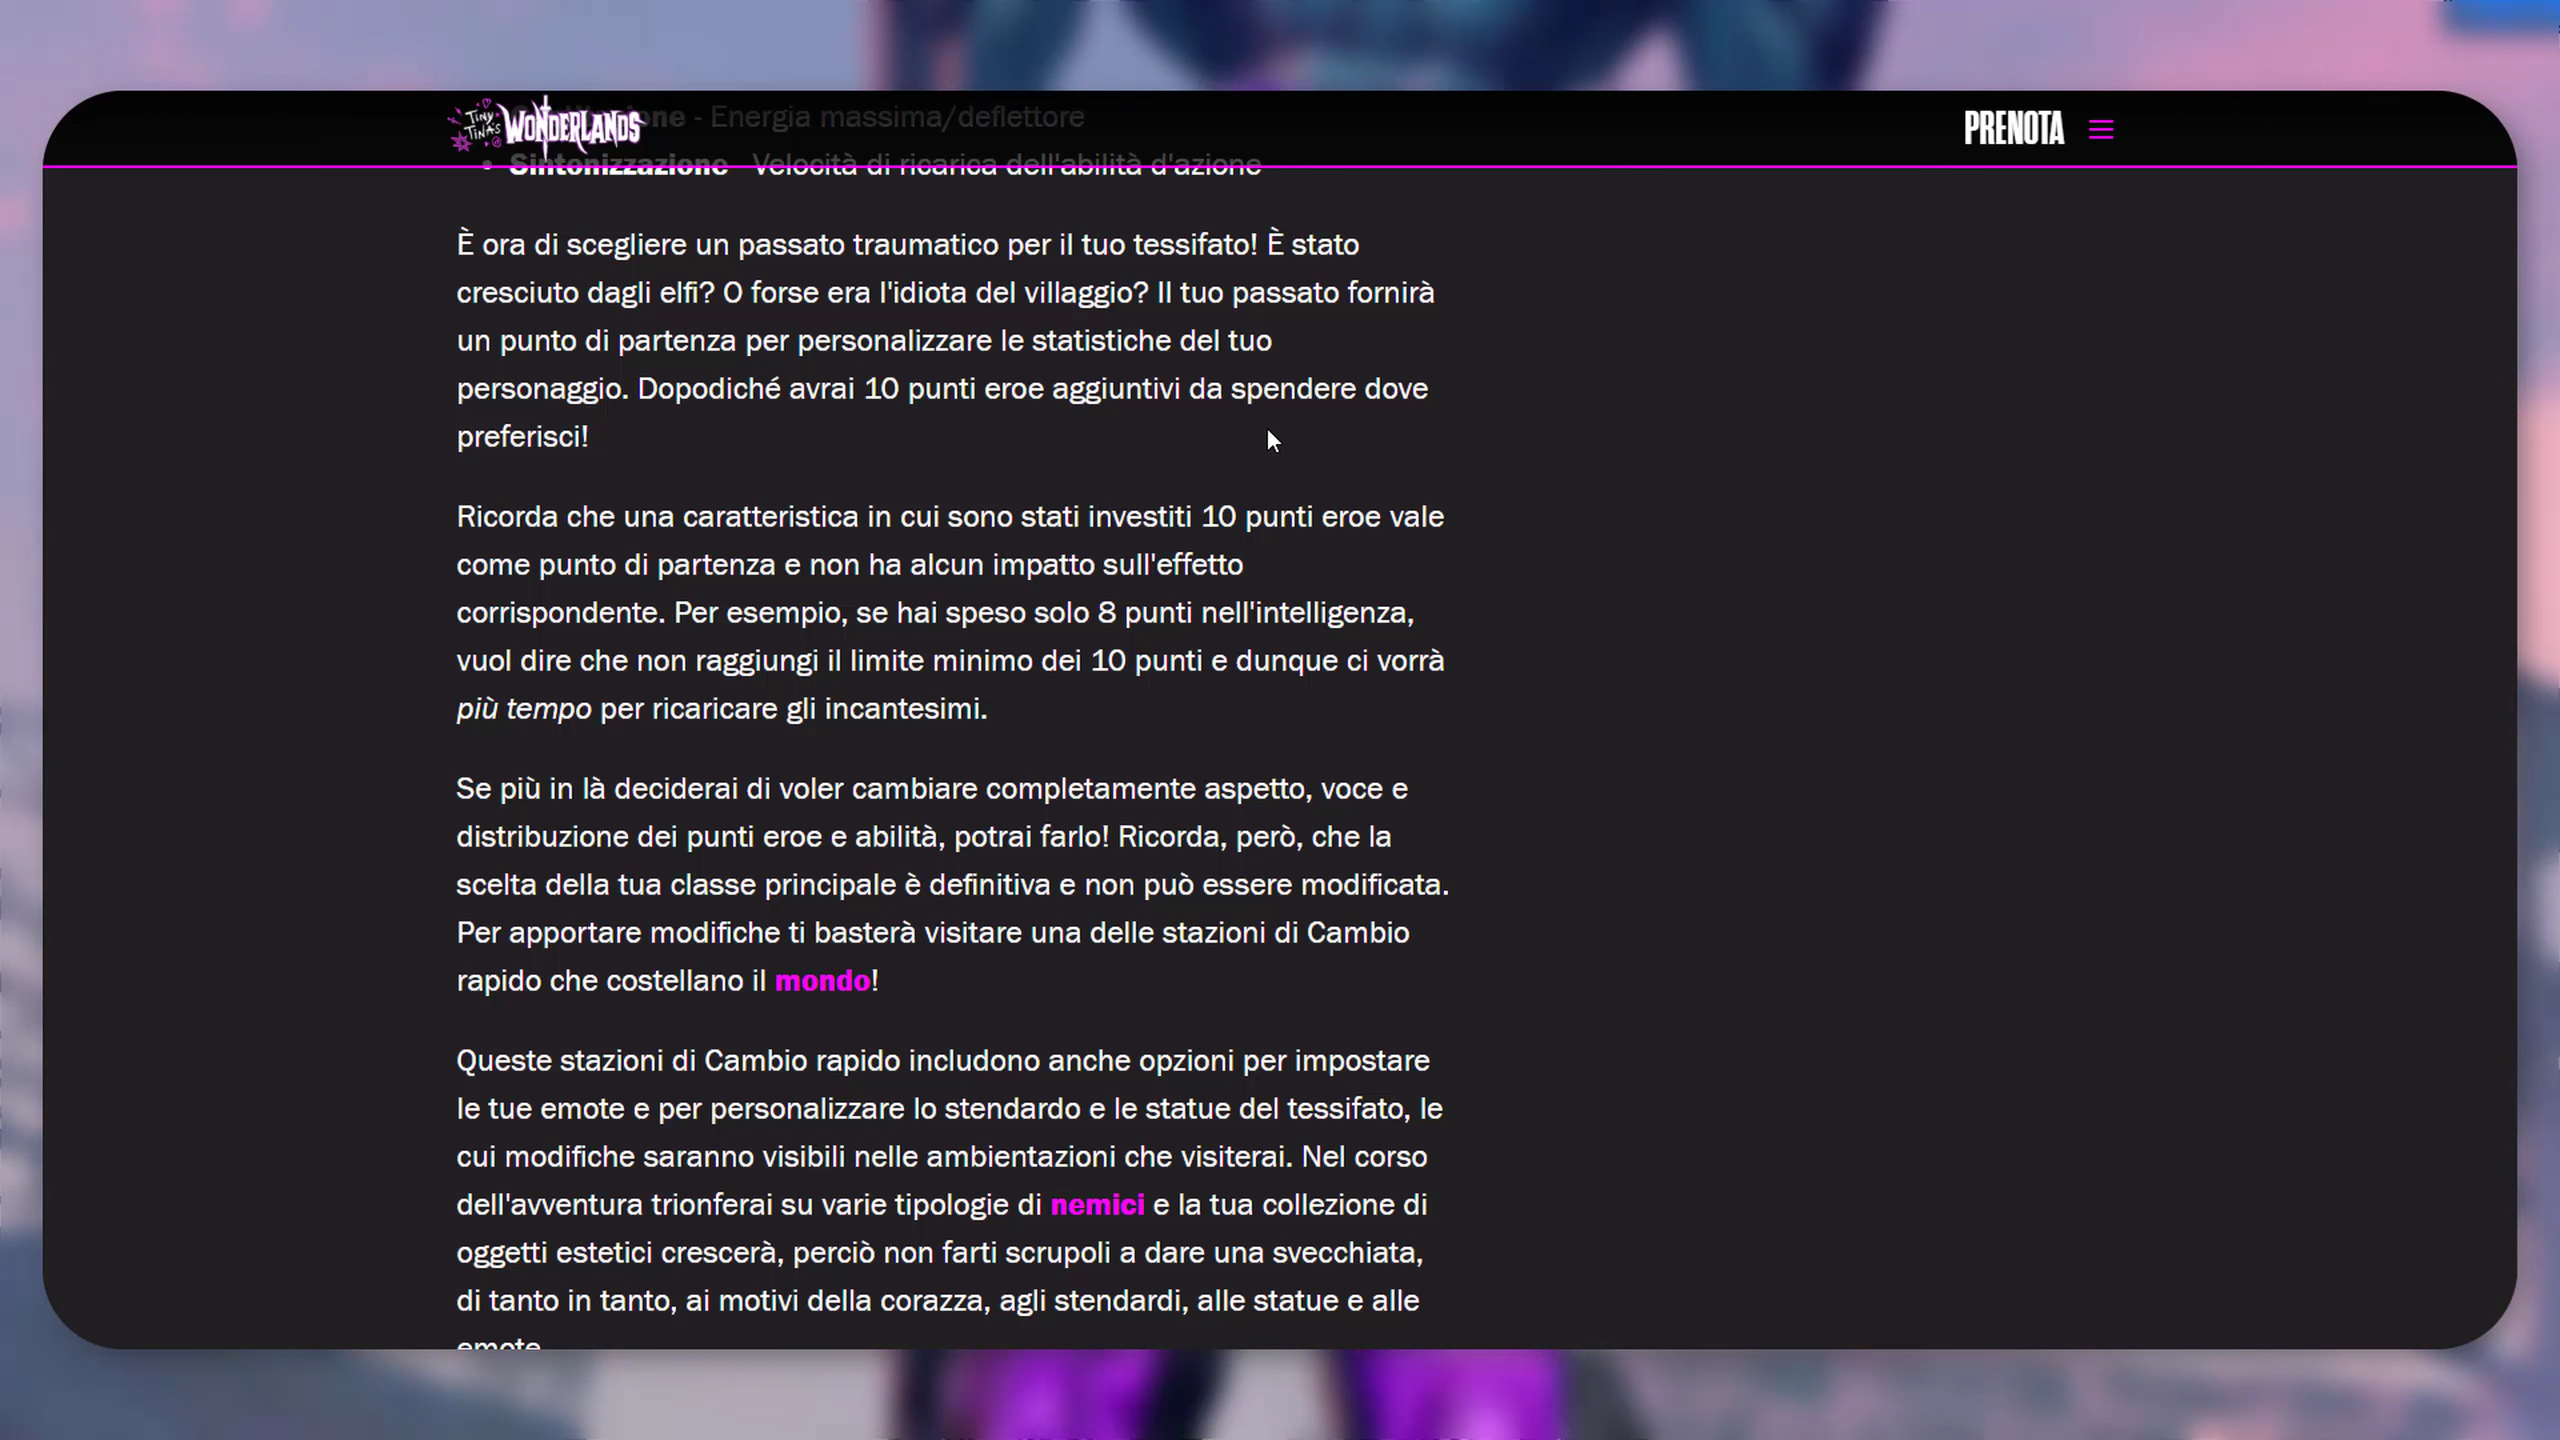 TINY TINA'S WONDERLANDS
- Energia massima/deflettore
PRENOTA
Sintonizzazione - Velocità di ricarica dell'abilità d'azione
È ora di scegliere un passato traumatico per il tuo tessifato! È stato
cresciuto dagli elfi? O forse era l'idiota del villaggio? Il tuo passato fornirà
un punto di partenza per personalizzare le statistiche del tuo
personaggio. Dopodiché avrai 10 punti eroe aggiuntivi da spendere dove
preferisci!
Ricorda che una caratteristica in cui sono stati investiti 10 punti eroe vale
come punto di partenza e non ha alcun impatto sull'effetto
corrispondente. Per esempio, se hai speso solo 8 punti nell'intelligenza,
vuol dire che non raggiungi il limite minimo dei 10 punti e dunque ci vorrà
più tempo per ricaricare gli incantesimi.
Se più in là deciderai di voler cambiare completamente aspetto, voce e
distribuzione dei punti eroe e abilità, potrai farlo! Ricorda, però, che la
scelta della tua classe principale è definitiva e non può essere modificata.
Per apportare modifiche ti basterà visitare una delle stazioni di Cambio
rapido che costellano il mondo!
Queste stazioni di Cambio rapido includono anche opzioni per impostare
le tue emote e per personalizzare lo stendardo e le statue del tessifato, le
cui modifiche saranno visibili nelle ambientazioni che visiterai. Nel corso
dell'avventura trionferai su varie tipologie di nemici e la tua collezione di
oggetti estetici crescerà, perciò non farti scrupoli a dare una svecchiata,
di tanto in tanto, ai motivi della corazza, agli stendardi, alle statue e alle
emote